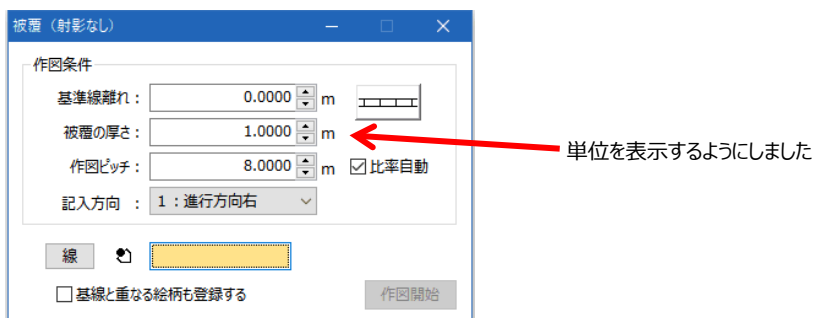 被覆（射影なし）
作図条件
基準線離れ： 0.0000 m
被覆の厚さ： 1.0000 m
単位を表示するようにしました
作図ピッチ： 8.0000 m 比率自動
記入方向 ： 1：進行方向右
線
基線と重なる絵柄も登録する 作図開始